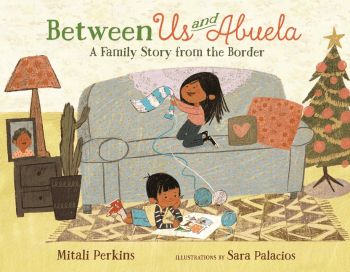 Between Us and Abuela
A Family Story from the Border
Mitali Perkins
ILLUSTRATIONS BY Sara Palacios